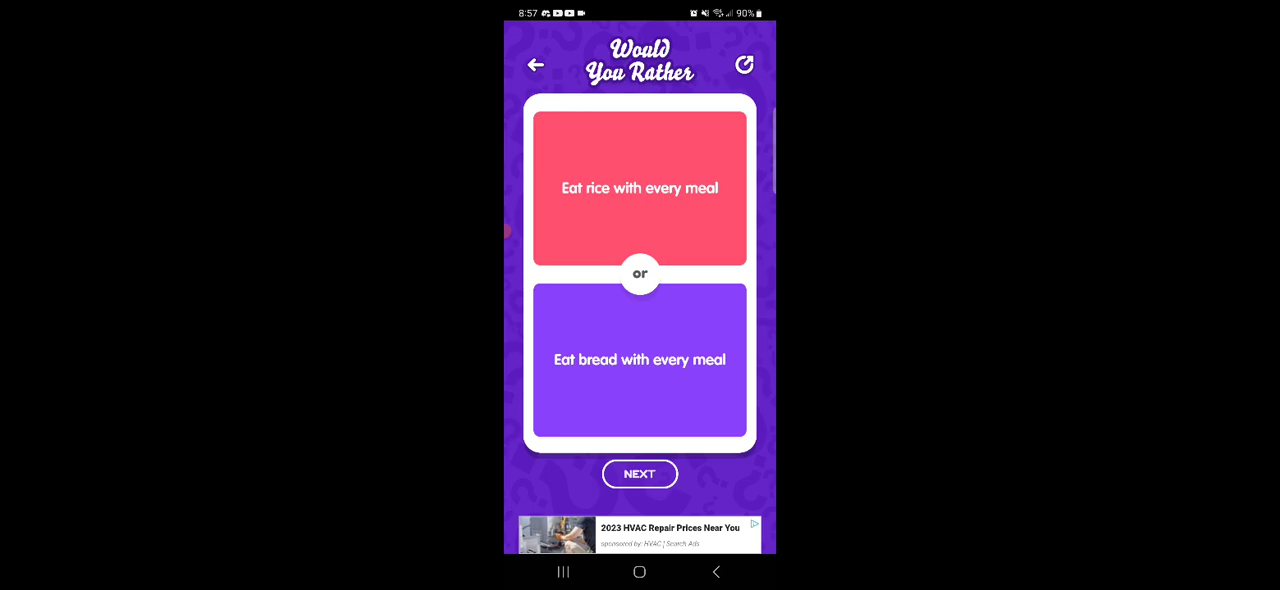 8:57 90%
Would
You Rather
Eat rice with every meal
or
Eat bread with every meal
NEXT
2023 HVAC Repair Prices Near You
sponsored by: HVAC | Search Ads